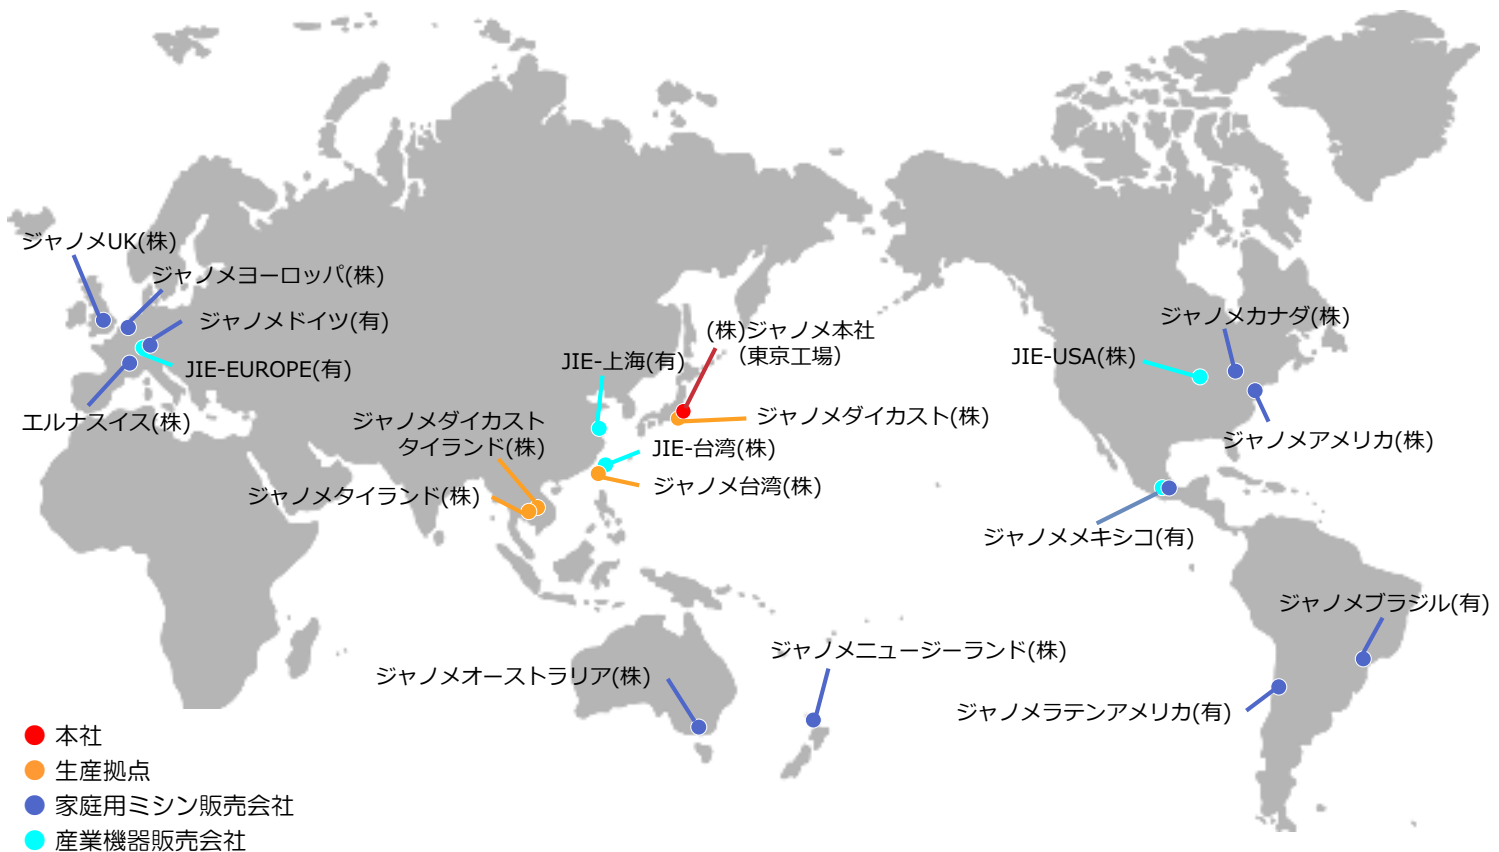 ジャノメUK(株)
ジャノメヨーロッパ(株)
ジャノメドイツ(有)
JIE-EUROPE(有)
エルナスイス(株)
(株)ジャノメ本社
(東京工場)
JIE-上海(有)
ジャノメダイカスト(株)
ジャノメダイカスト
タイランド(株)
JIE-台湾(株)
ジャノメ台湾(株)
ジャノメタイランド(株)
ジャノメカナダ(株)
JIE-USA(株)
ジャノメアメリカ(株)
ジャノメメキシコ(有)
ジャノメブラジル(有)
ジャノメニュージーランド(株)
ジャノメオーストラリア(株)
ジャノメラテンアメリカ(有)
本社
生産拠点
家庭用ミシン販売会社
産業機器販売会社